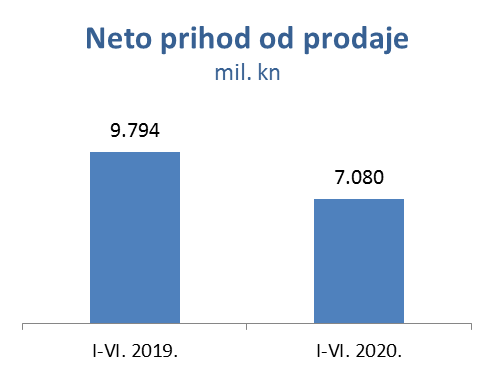 Neto prihod od prodaje
mil. kn
9.794
7.080
I-VI. 2019.
I-VI. 2020.